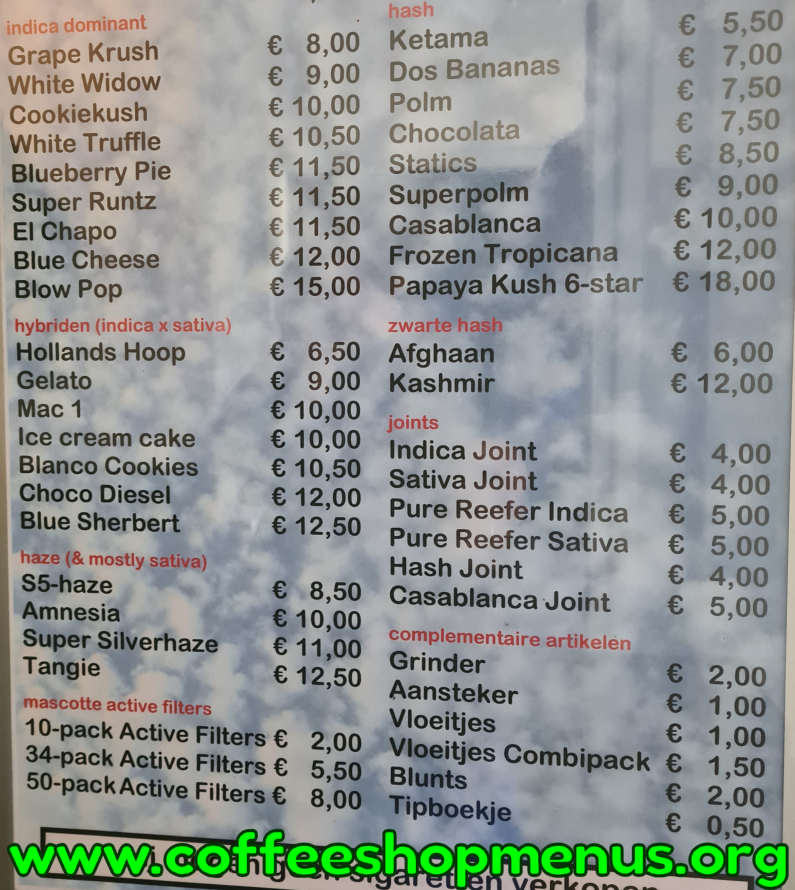 indica dominant
Grape Krush € 8,00
White Widow € 9,00
Cookiekush € 10,00
White Truffle € 10,50
Blueberry Pie € 11,50
Super Runtz € 11,50
El Chapo € 11,50
Blue Cheese € 12,00
Blow Pop € 15,00
hybriden (indica x sativa)
Hollands Hoop € 6,50
Gelato € 9,00
Mac 1 € 10,00
Ice cream cake € 10,00
Blanco Cookies € 10,50
Choco Diesel € 12,00
Blue Sherbert € 12,50
haze (& mostly sativa)
S5-haze € 8,50
Amnesia € 10,00
Super Silverhaze € 11,00
Tangie € 12,50
mascotte active filters
10-pack Active Filters € 2,00
34-pack Active Filters € 5,50
50-pack Active Filters € 8,00
hash
Ketama € 5,50
Dos Bananas € 7,00
Polm € 7,50
Chocolata € 7,50
Statics € 8,50
Superpolm € 9,00
Casablanca € 10,00
Frozen Tropicana € 12,00
Papaya Kush 6-star € 18,00
zwarte hash
Afghaan € 6,00
Kashmir € 12,00
joints
Indica Joint € 4,00
Sativa Joint € 4,00
Pure Reefer Indica € 5,00
Pure Reefer Sativa € 5,00
Hash Joint € 4,00
Casablanca Joint € 5,00
complementaire artikelen
Grinder € 2,00
Aansteker € 1,00
Vloeitjes € 1,00
Vloeitjes Combipack € 1,50
Blunts € 2,00
Tipboekje € 0,50
sigaretten verkopen
www.coffeeshopmenus.org